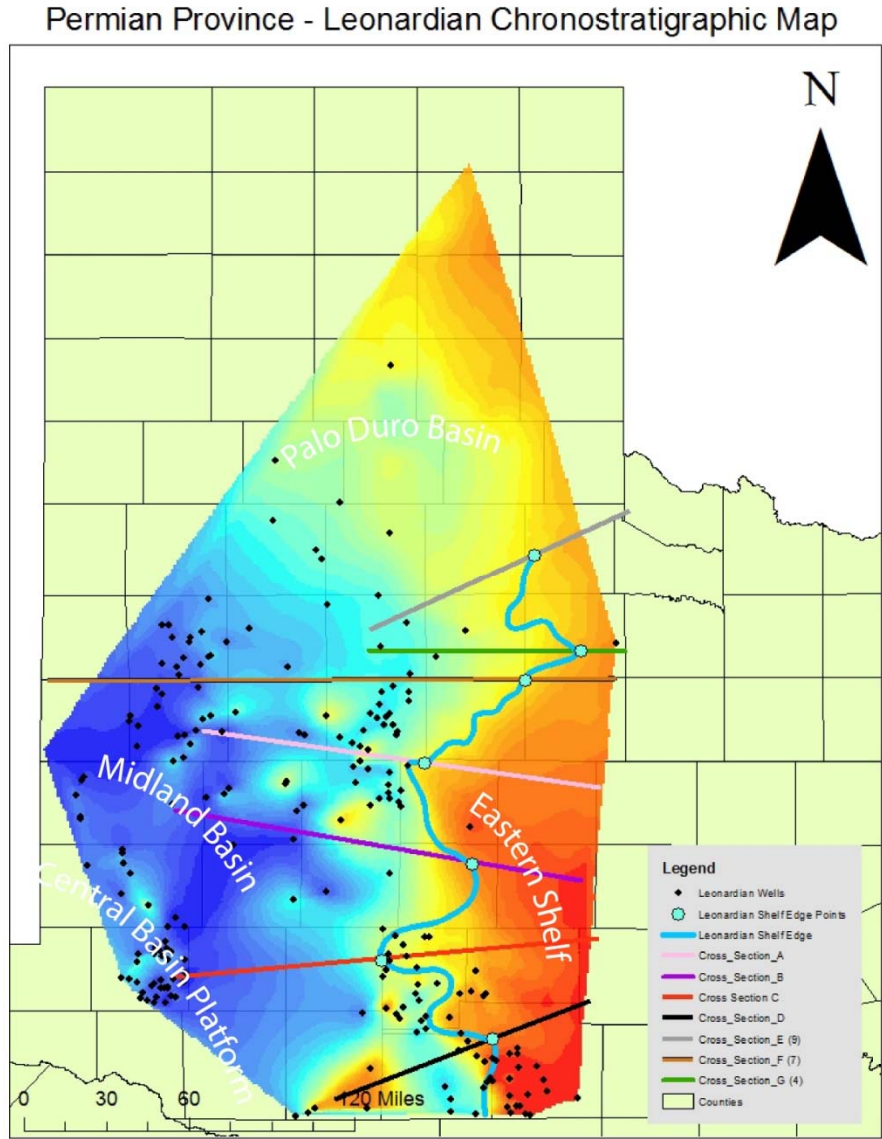 Permian Province - Leonardian Chronostratigraphic Map
N
Palo Duro Basin
Midland Basin
Eastern Shelf
Central Basin Platform
Legend
Leonardian Wells
Leonardian Shelf Edge Points
Leonardian Shelf Edge
Cross_Section_A
Cross_Section_B
Cross Section C
Cross_Section_D
Cross_Section_E (9)
Cross_Section_F (7)
Cross_Section_G (4)
Counties
0 30 60 120 Miles